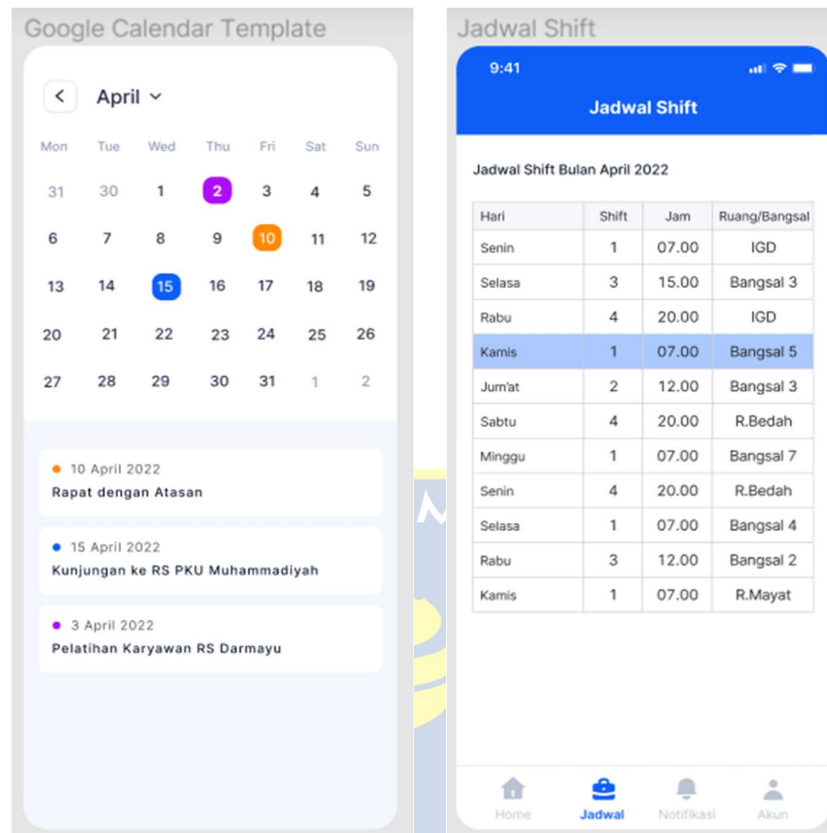 Google Calendar Template
April
Mon Tue Wed Thu Fri Sat Sun
31 30 1 2 3 4 5
6 7 8 9 10 11 12
13 14 15 16 17 18 19
20 21 22 23 24 25 26
27 28 29 30 31 1 2
10 April 2022
Rapat dengan Atasan
15 April 2022
Kunjungan ke RS PKU Muhammadiyah
3 April 2022
Pelatihan Karyawan RS Darmayu
M
Jadwal Shift
9:41
Jadwal Shift
Jadwal Shift Bulan April 2022
Hari Shift Jam Ruang/Bangsal
Senin 1 07.00 IGD
Selasa 3 15.00 Bangsal 3
Rabu 4 20.00 IGD
Kamis 1 07.00 Bangsal 5
Jum'at 2 12.00 Bangsal 3
Sabtu 4 20.00 R.Bedah
Minggu 1 07.00 Bangsal 7
Senin 4 20.00 R.Bedah
Selasa 1 07.00 Bangsal 4
Rabu 3 12.00 Bangsal 2
Kamis 1 07.00 R.Mayat
Home Jadwal Notifikasi Akun